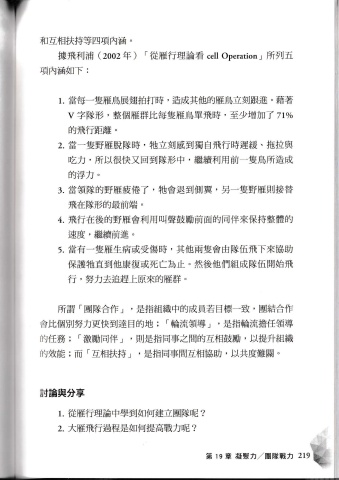 和互相扶持等四項內涵。
據飛利浦（2002 年）「從雁行理論看 cell Operation」所列五
項內涵如下：
1. 當每一隻雁鳥展翅拍打時，造成其他的雁鳥立刻跟進，藉著
V 字隊形，整個雁群比每隻雁鳥單飛時，至少增加了 71%
的飛行距離。
2. 當一隻野雁脫隊時，牠立刻感到獨自飛行時遲緩、拖拉與
吃力，所以很快又回到隊形中，繼續利用前一隻鳥所造成
的浮力。
3. 當領隊的野雁疲倦了，牠會退到側翼，另一隻野雁則接替
飛在隊形的最前端。
4. 飛行在後的野雁會利用叫聲鼓勵前面的同伴來保持整體的
速度，繼續前進。
5. 當有一隻雁生病或受傷時，其他兩隻會由隊伍飛下來協助
保護牠直到他康復或死亡為止。然後他們組成隊伍開始飛
行，努力去追趕上原來的雁群。
所謂「團隊合作」，是指組織中的成員若目標一致，團結合作
會比個別努力更快到達目的地；「輪流領導」，是指輪流擔任領導
的任務；「激勵同伴」，則是指同事之間的互相鼓勵，以提升組織
的效能；而「互相扶持」，是指同事間互相協助，以共度難關。
討論與分享
1. 從雁行理論中學到如何建立團隊呢？
2. 大雁飛行過程是如何提高戰力呢？
第 19 章 凝聚力／團隊戰力 219